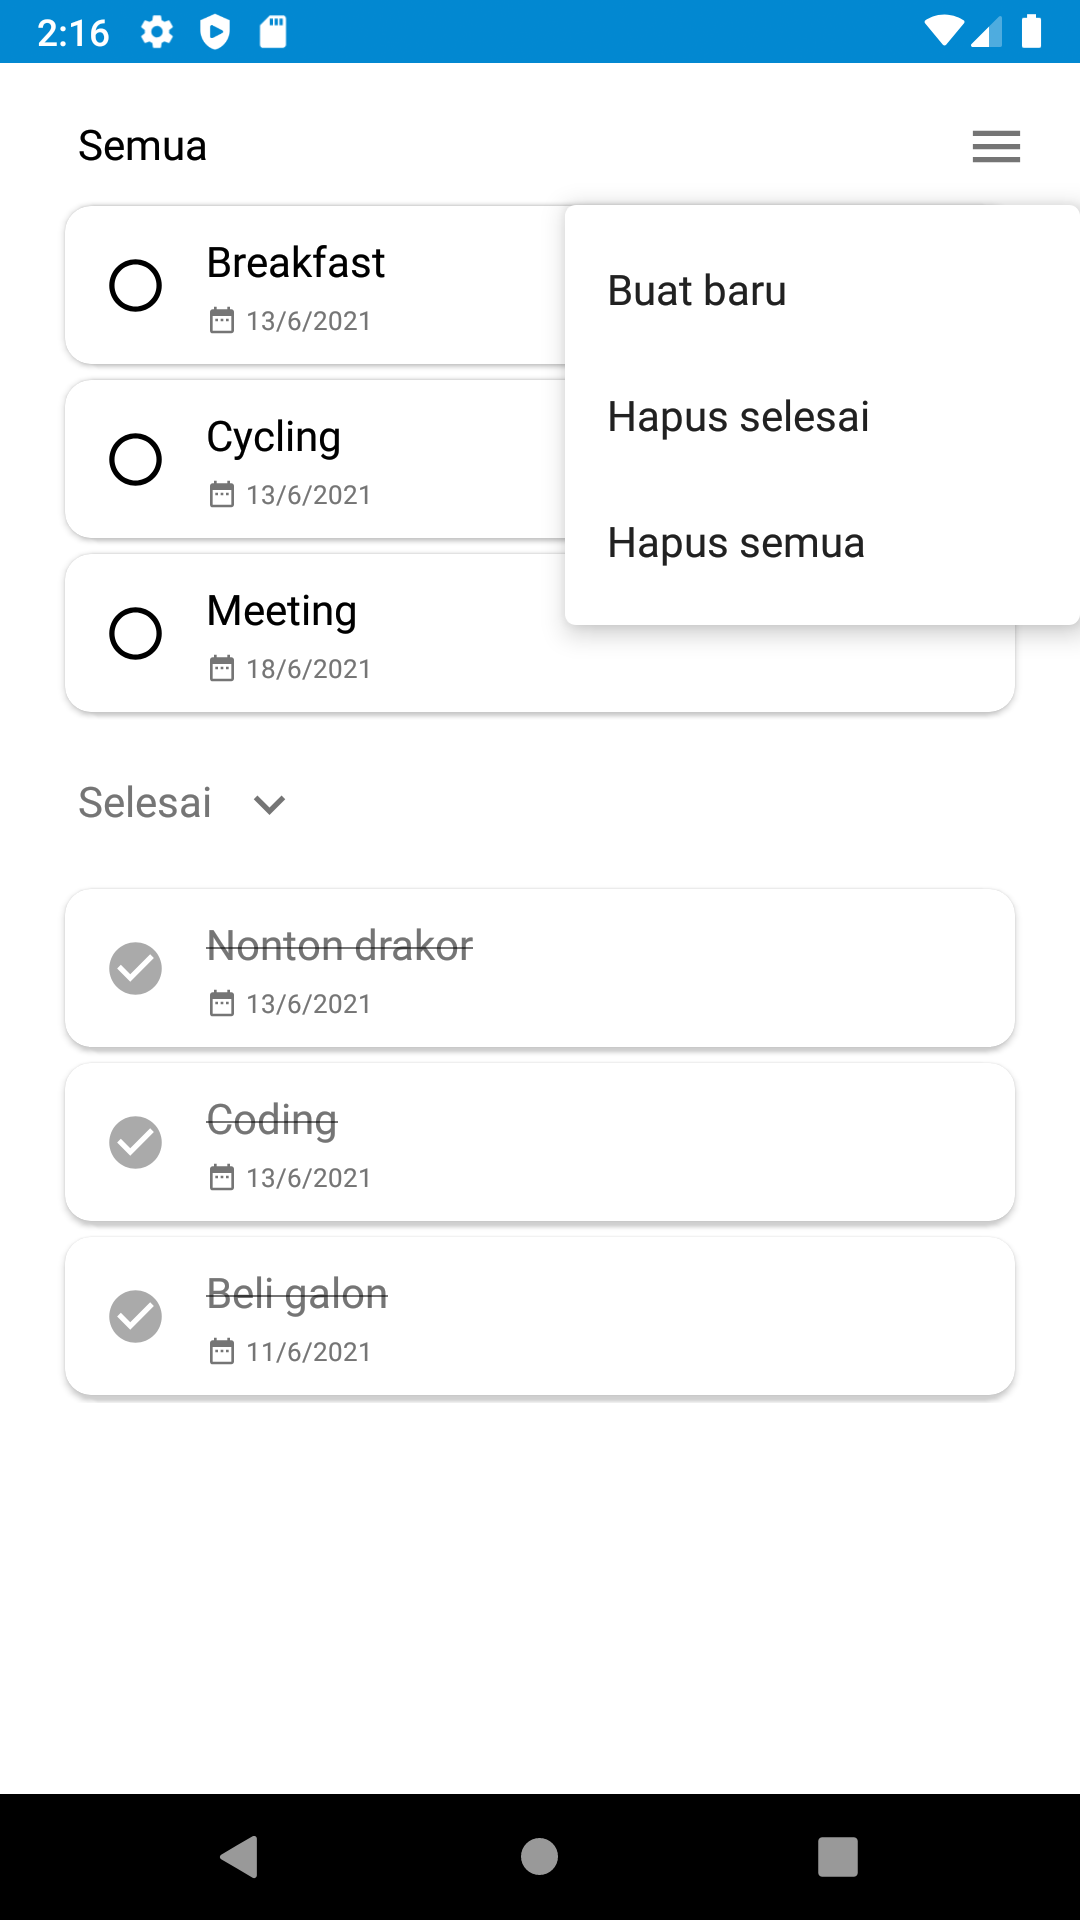 2:16
Semua
Breakfast
13/6/2021
Buat baru
Hapus selesai
Hapus semua
Cycling
13/6/2021
Meeting
18/6/2021
Selesai
Nonton drakor
13/6/2021
Coding
13/6/2021
Beli galon
11/6/2021